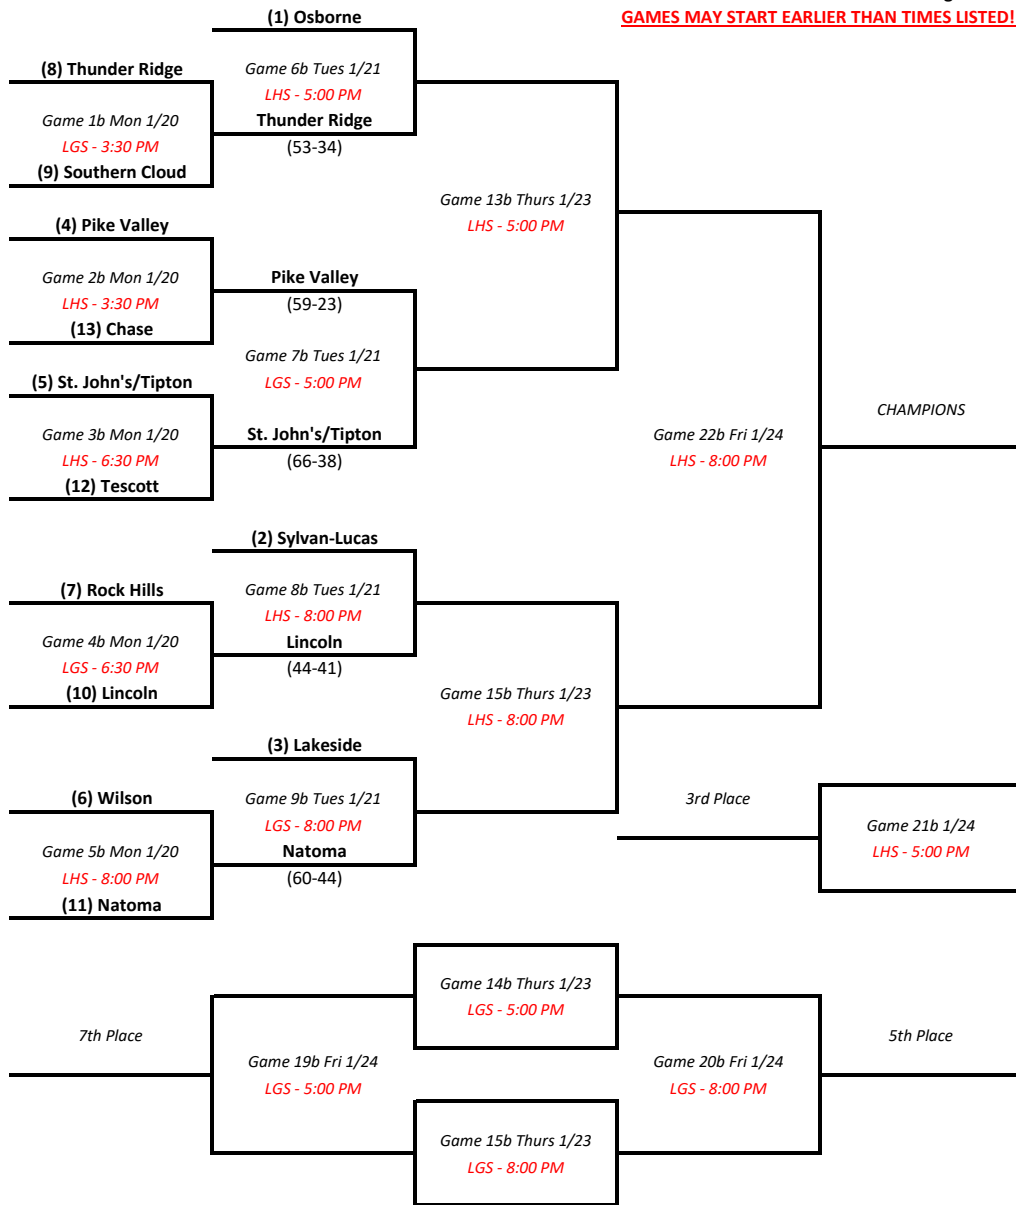 (1) Osborne
GAMES MAY START EARLIER THAN TIMES LISTED!
(8) Thunder Ridge
Game 6b Tues 1/21
LHS - 5:00 PM
Game 1b Mon 1/20
Thunder Ridge
LGS - 3:30 PM
(53-34)
(9) Southern Cloud
Game 13b Thurs 1/23
LHS - 5:00 PM
(4) Pike Valley
Game 2b Mon 1/20
Pike Valley
LHS - 3:30 PM
(59-23)
(13) Chase
Game 7b Tues 1/21
LGS - 5:00 PM
(5) St. John's/Tipton
CHAMPIONS
Game 3b Mon 1/20
St. John's/Tipton
Game 22b Fri 1/24
LHS - 6:30 PM
(66-38)
LHS - 8:00 PM
(12) Tescott
(2) Sylvan-Lucas
(7) Rock Hills
Game 8b Tues 1/21
LHS - 8:00 PM
Game 4b Mon 1/20
Lincoln
LGS - 6:30 PM
(44-41)
(10) Lincoln
Game 15b Thurs 1/23
LHS - 8:00 PM
(3) Lakeside
(6) Wilson
Game 9b Tues 1/21
3rd Place
LGS - 8:00 PM
Game 21b 1/24
Game 5b Mon 1/20
Natoma
LHS - 5:00 PM
LHS - 8:00 PM
(60-44)
(11) Natoma
Game 14b Thurs 1/23
LGS - 5:00 PM
7th Place
5th Place
Game 19b Fri 1/24
Game 20b Fri 1/24
LGS - 5:00 PM
LGS - 8:00 PM
Game 15b Thurs 1/23
LGS - 8:00 PM